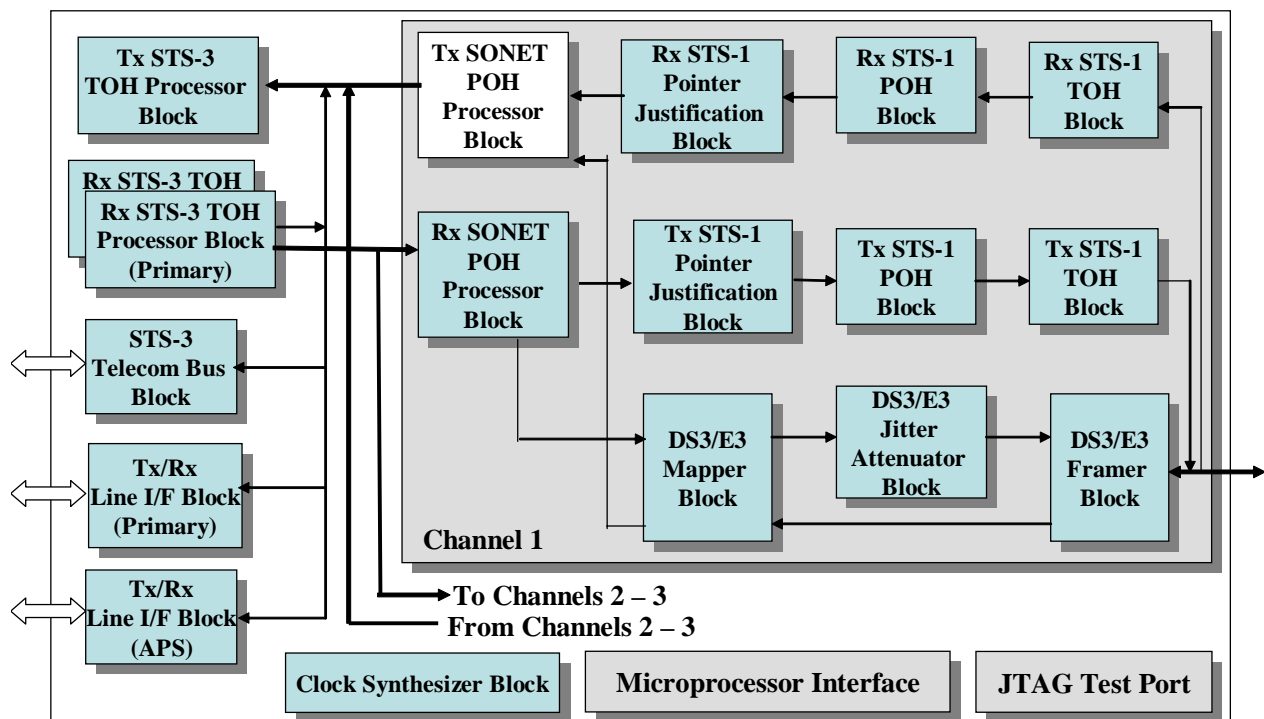 Tx STS-3
TOH Processor
Block
Tx SONET
POH
Processor
Block
Rx STS-1
Pointer
Justification
Block
Rx STS-1
POH
Block
Rx STS-1
TOH
Block
Rx STS-3 TOH
Rx STS-3 TOH
Processor Block
(Primary)
Rx SONET
POH
Processor
Block
Tx STS-1
Pointer
Justification
Block
Tx STS-1
POH
Block
Tx STS-1
TOH
Block
STS-3
Telecom Bus
Block
DS3/E3
Mapper
Block
DS3/E3
Jitter
Attenuator
Block
DS3/E3
Framer
Block
Tx/Rx
Line I/F Block
(Primary)
Channel 1
Tx/Rx
Line I/F Block
(APS)
To Channels 2 – 3
From Channels 2 – 3
Clock Synthesizer Block
Microprocessor Interface
JTAG Test Port